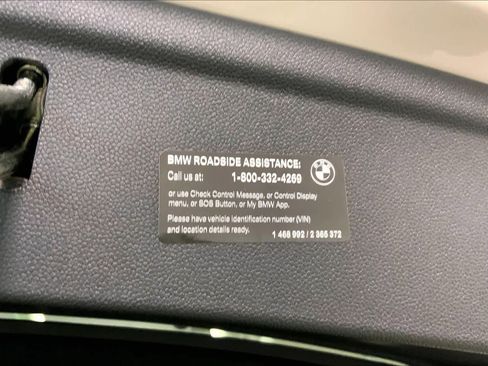 BMW ROADSIDE ASSISTANCE:
Call us at: 1-800-332-4269
or use Check Control Message, or Control Display
menu, or SOS Button, or My BMW App.
Please have vehicle identification number (VIN)
and location details ready. 1 468 992 / 2 365 372